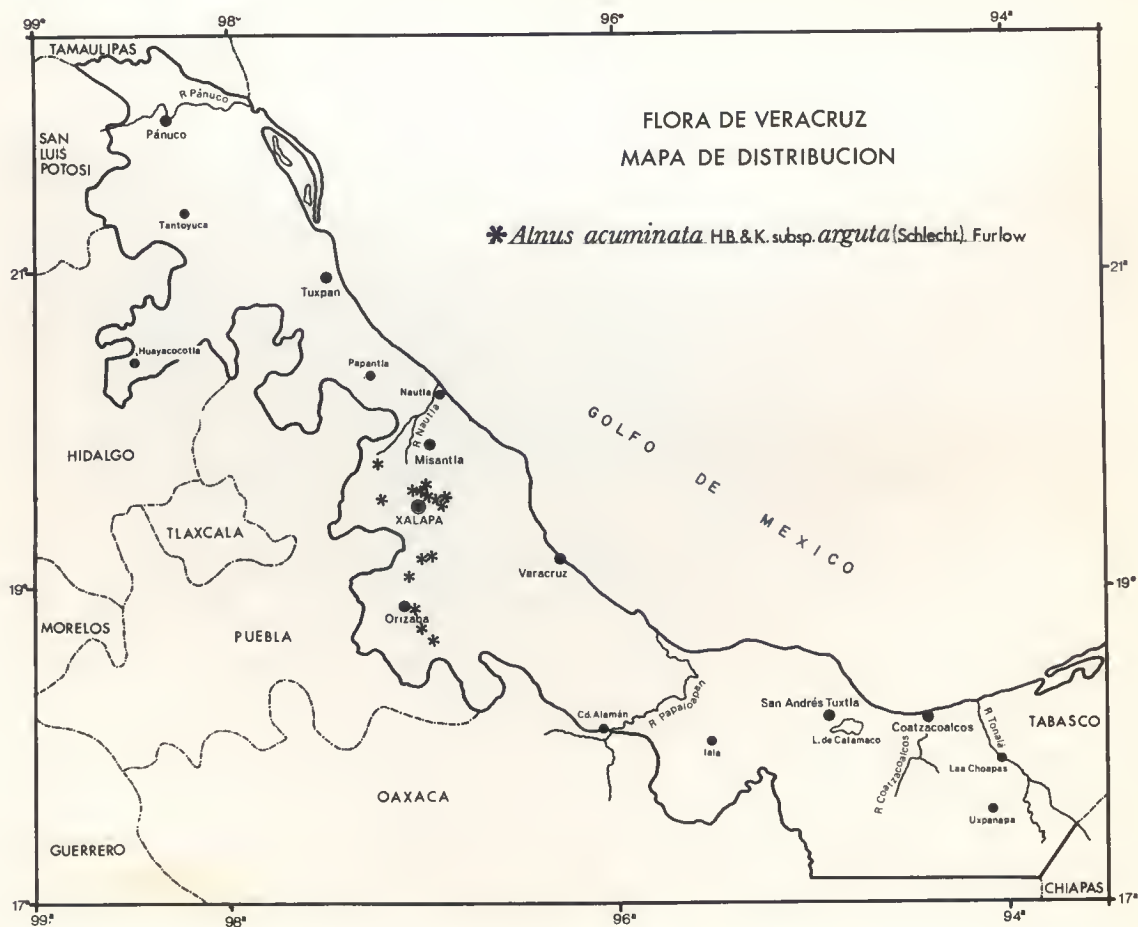 99°
98°
96°
94°
TAMAULIPAS
R Pánuco
Pánuco
SAN
LUIS
POTOSI
FLORA DE VERACRUZ
MAPA DE DISTRIBUCION
Tantoyuca
* Alnus acuminata H.B.& K. subsp. arguta (Schlecht.) Furlow
21°
21°
Tuxpan
Huayacocotla
Papantla
Nautla
R Nautla
GOLFO DE MEXICO
Misantla
HIDALGO
XALAPA
TLAXCALA
Veracruz
19°
19°
Orizaba
MORELOS
PUEBLA
R Papaloapan
San Andrés Tuxtla
Cd. Alemán
L. de Catemaco
Coatzacoalcos
R Tonalá
TABASCO
Isla
R Coatzacoalcos
Las Choapas
OAXACA
Uxpanapa
GUERRERO
CHIAPAS
17°
17°
99°
98°
96°
94°